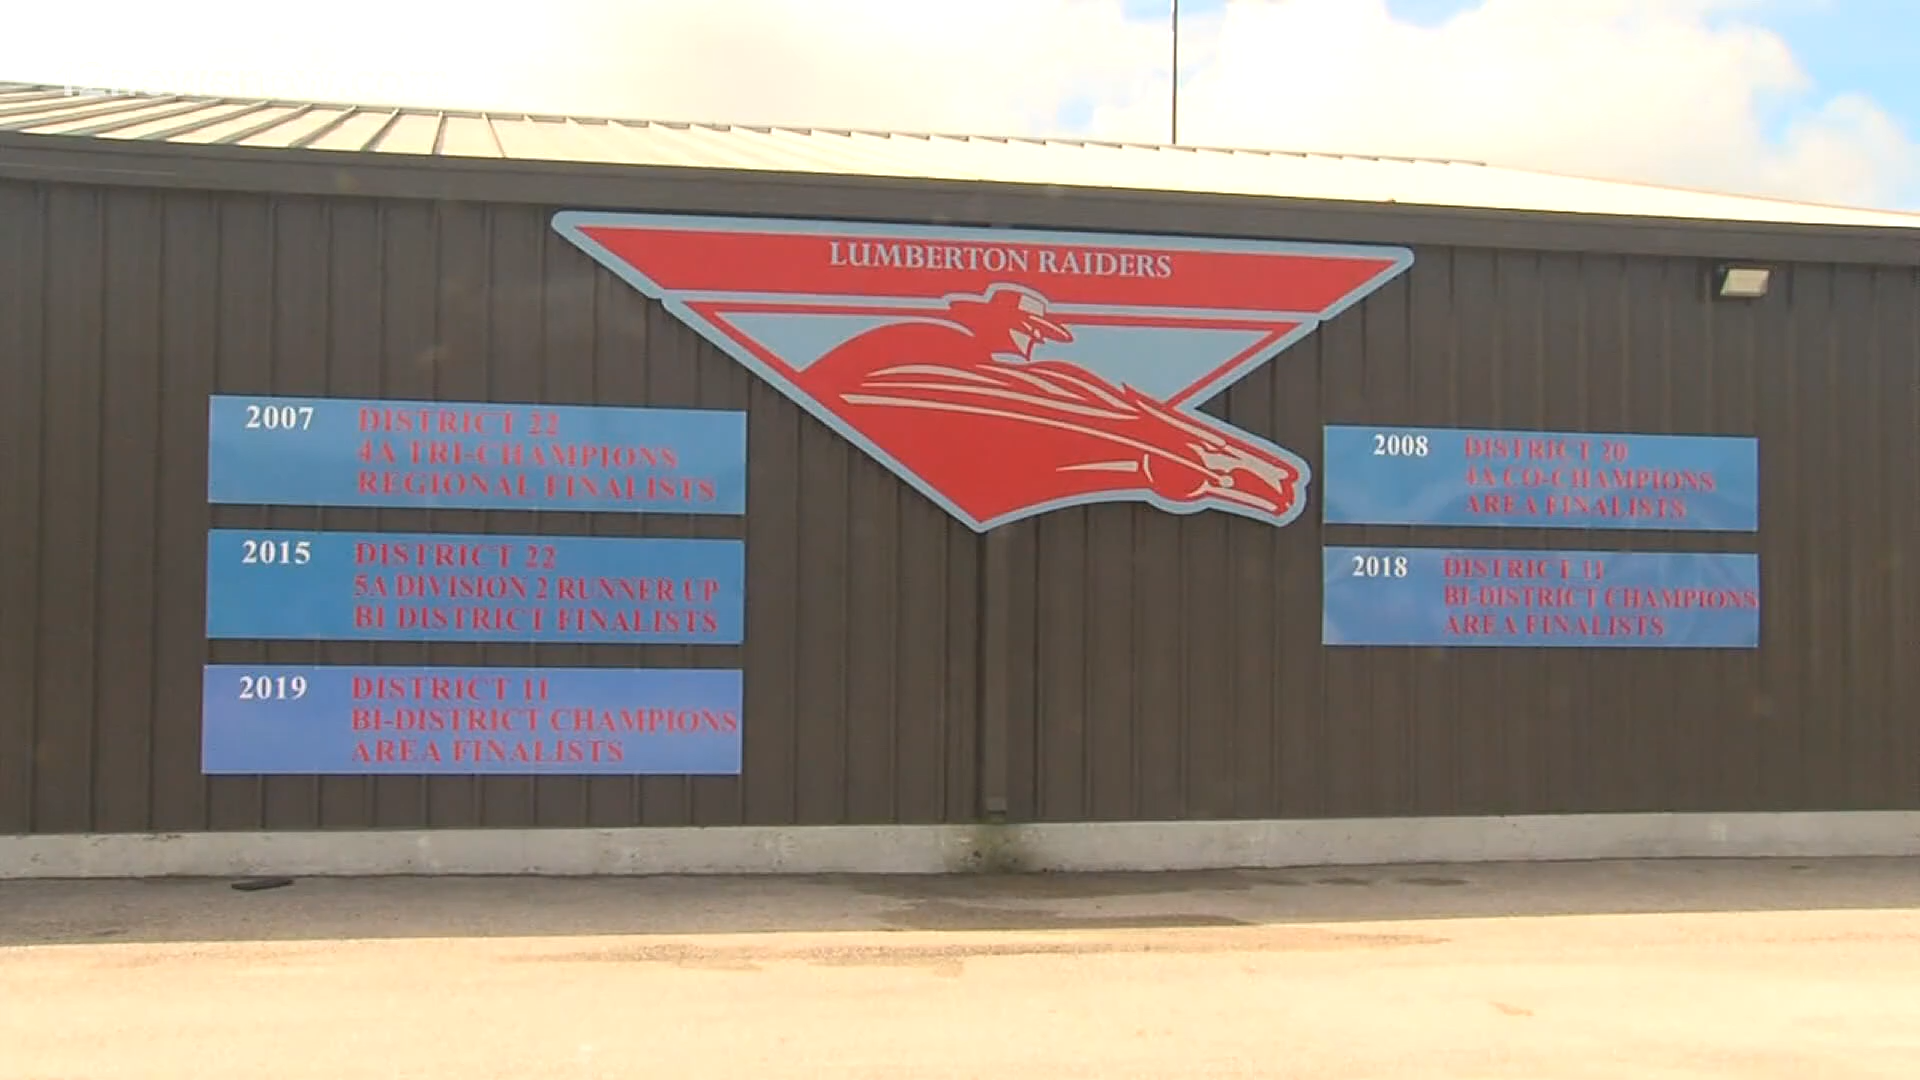 LUMBERTON RAIDERS
2007 DISTRICT 22
4A TRI-CHAMPIONS
REGIONAL FINALISTS
2015 DISTRICT 22
5A DIVISION 2 RUNNER UP
BI DISTRICT FINALISTS
2019 DISTRICT 11
BI-DISTRICT CHAMPIONS
AREA FINALISTS
2008 DISTRICT 20
4A CO-CHAMPIONS
AREA FINALISTS
2018 DISTRICT 11
BI-DISTRICT CHAMPIONS
AREA FINALISTS